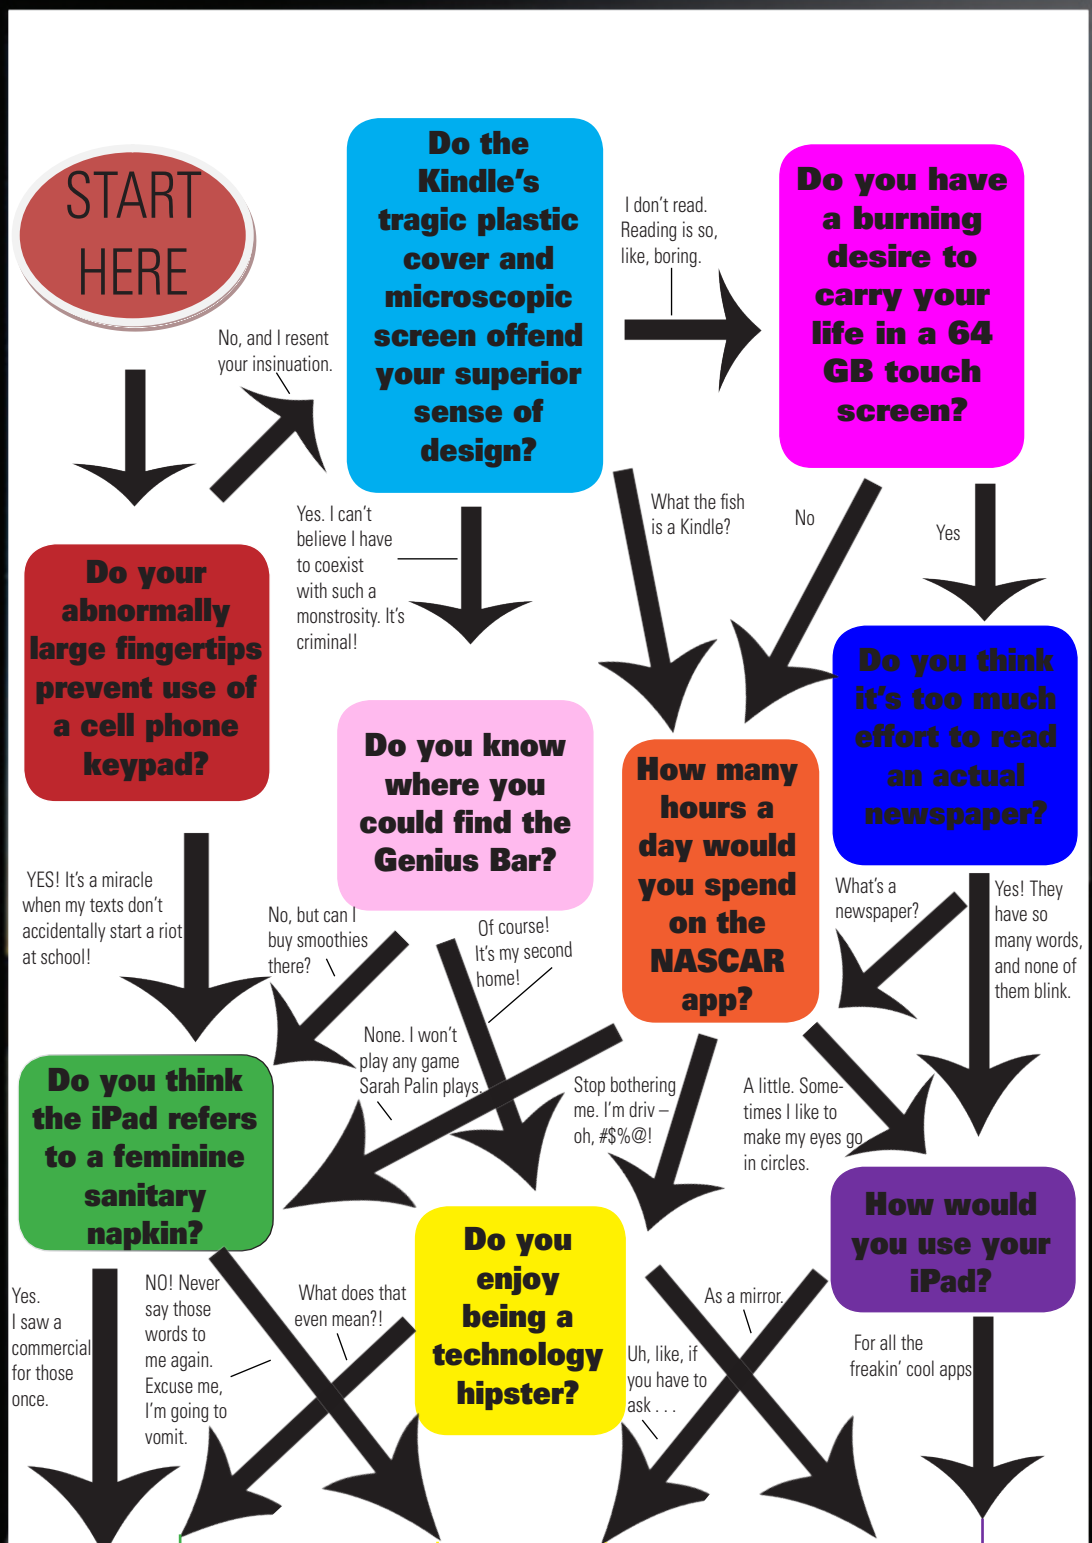 START
HERE
Do the
Kindle's
tragic plastic
cover and
microscopic
screen offend
your superior
sense of
design?
I don't read.
Reading is so,
like, boring.
Do you have
a burning
desire to
carry your
life in a 64
GB touch
screen?
No, and I resent
your insinuation.
Yes. I can't
believe I have
to coexist
with such a
monstrosity. It's
criminal!
What the fish
is a Kindle?
No
Yes
Do your
abnormally
large fingertips
prevent use of
a cell phone
keypad?
Do you know
where you
could find the
Genius Bar?
How many
hours a
day would
you spend
on the
NASCAR
app?
Do you think
it's too much
effort to read
an actual
newspaper?
YES! It's a miracle
when my texts don't
accidentally start a riot
at school!
No, but can I
buy smoothies
there?
Of course!
It's my second
home!
What's a
newspaper?
Yes! They
have so
many words,
and none of
them blink.
None. I won't
play any game
Sarah Palin plays.
Stop bothering
me. I'm driv –
oh, #$%@!
A little. Some-
times I like to
make my eyes go
in circles.
Do you think
the iPad refers
to a feminine
sanitary
napkin?
Do you
enjoy
being a
technology
hipster?
How would
you use your
iPad?
Yes.
I saw a
commercial
for those
once.
NO! Never
say those
words to
me again.
Excuse me,
I'm going to
vomit.
What does that
even mean?!
Uh, like, if
you have to
ask . . .
As a mirror.
For all the
freakin' cool apps